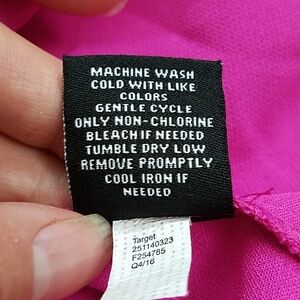 MACHINE WASH
COLD WITH LIKE
COLORS
GENTLE CYCLE
ONLY NON-CHLORINE
BLEACH IF NEEDED
TUMBLE DRY LOW
REMOVE PROMPTLY
COOL IRON IF
NEEDED
Target
251140323
F254785
Q4/16